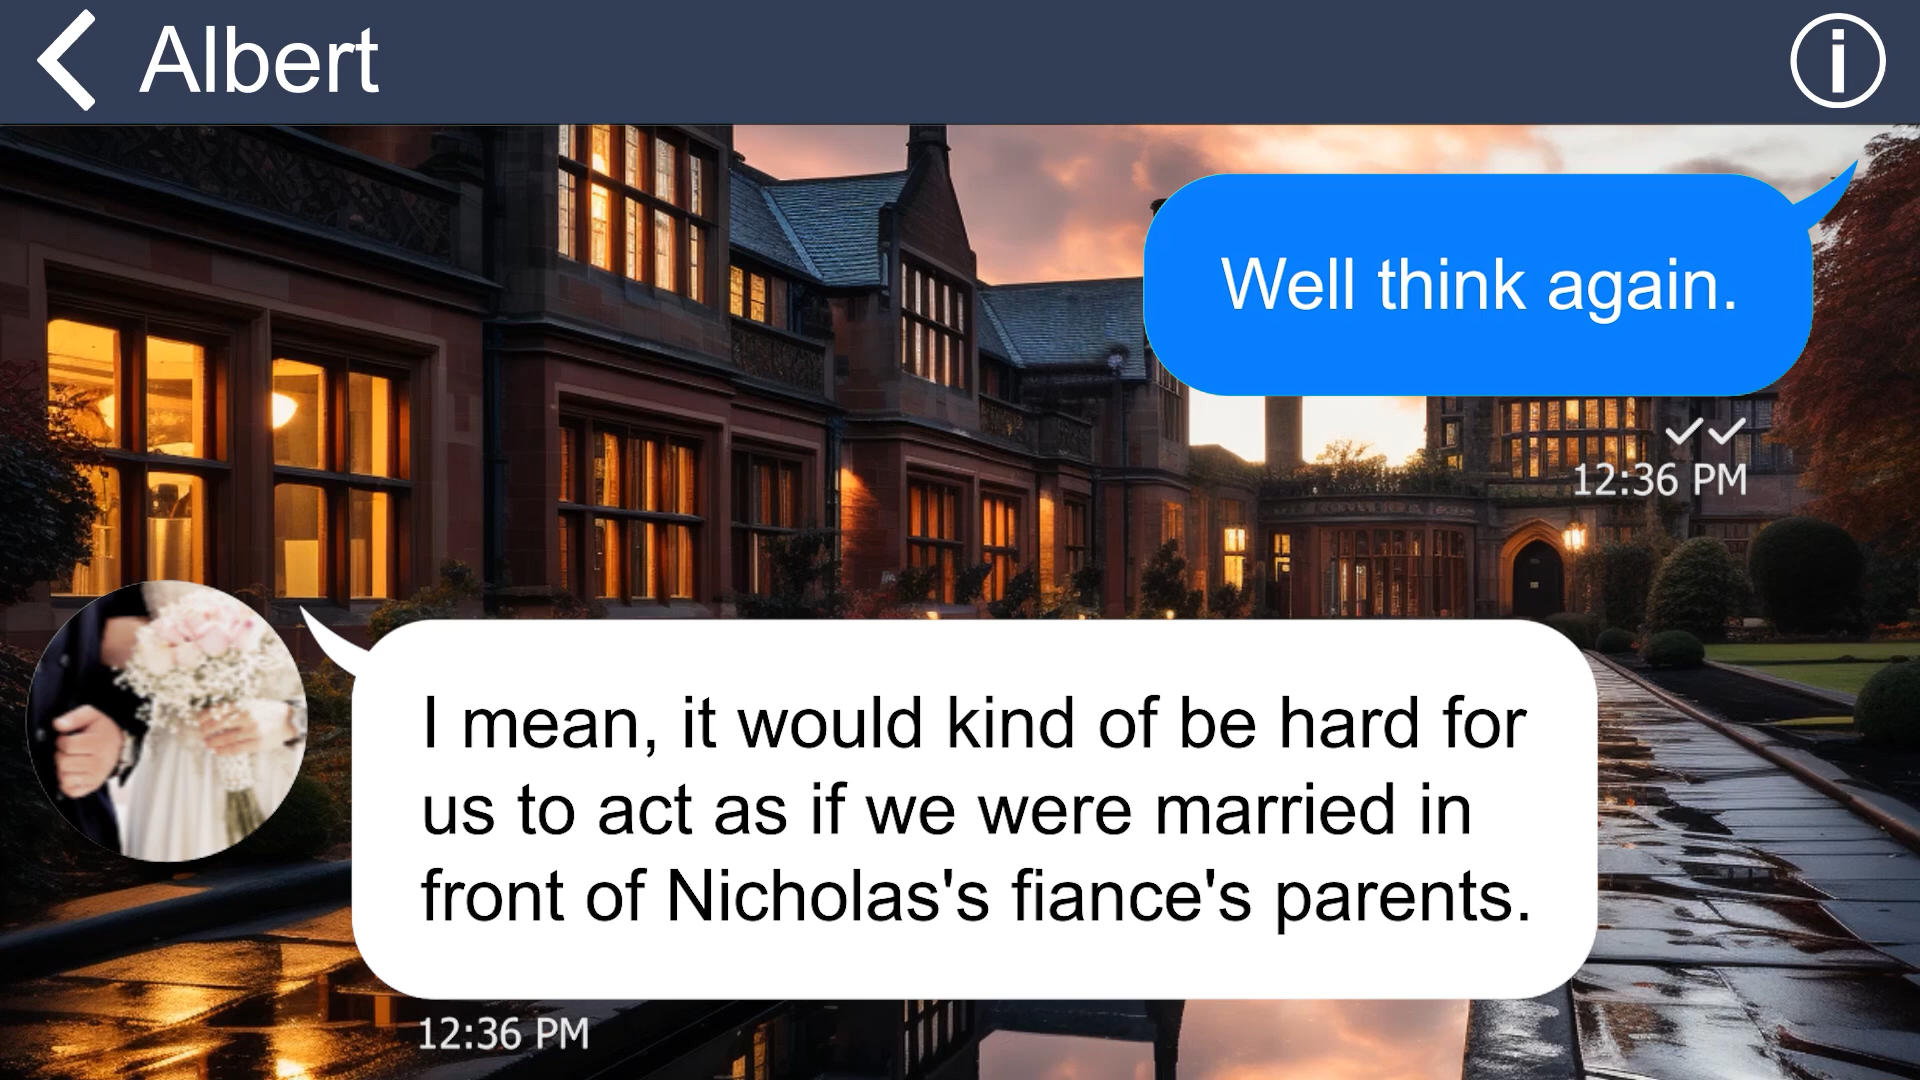 Albert
Well think again.
12:36 PM
I mean, it would kind of be hard for
us to act as if we were married in
front of Nicholas's fiance's parents.
12:36 PM